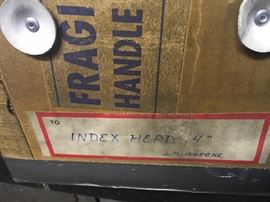 FRAGI
HANDLE
TO
INDEX HEAD 4"